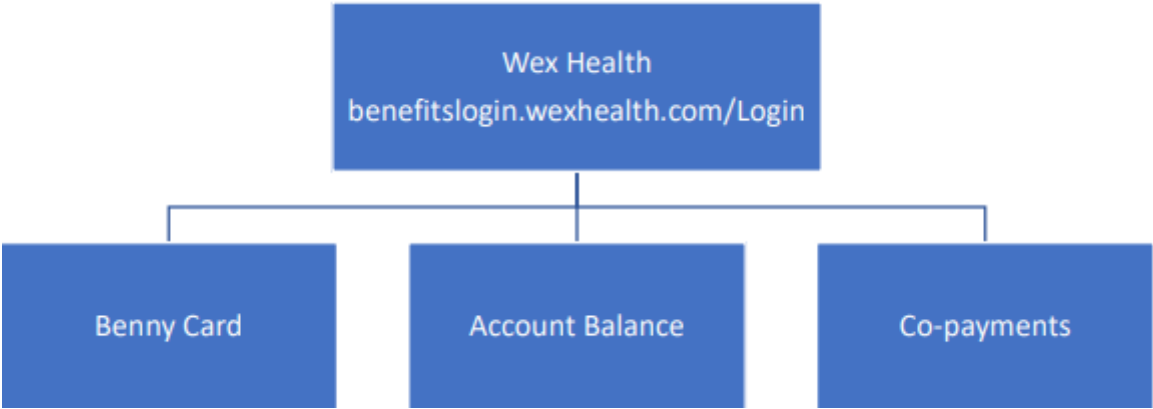 Wex Health
benefitslogin.wexhealth.com/Login
Benny Card
Account Balance
Co-payments